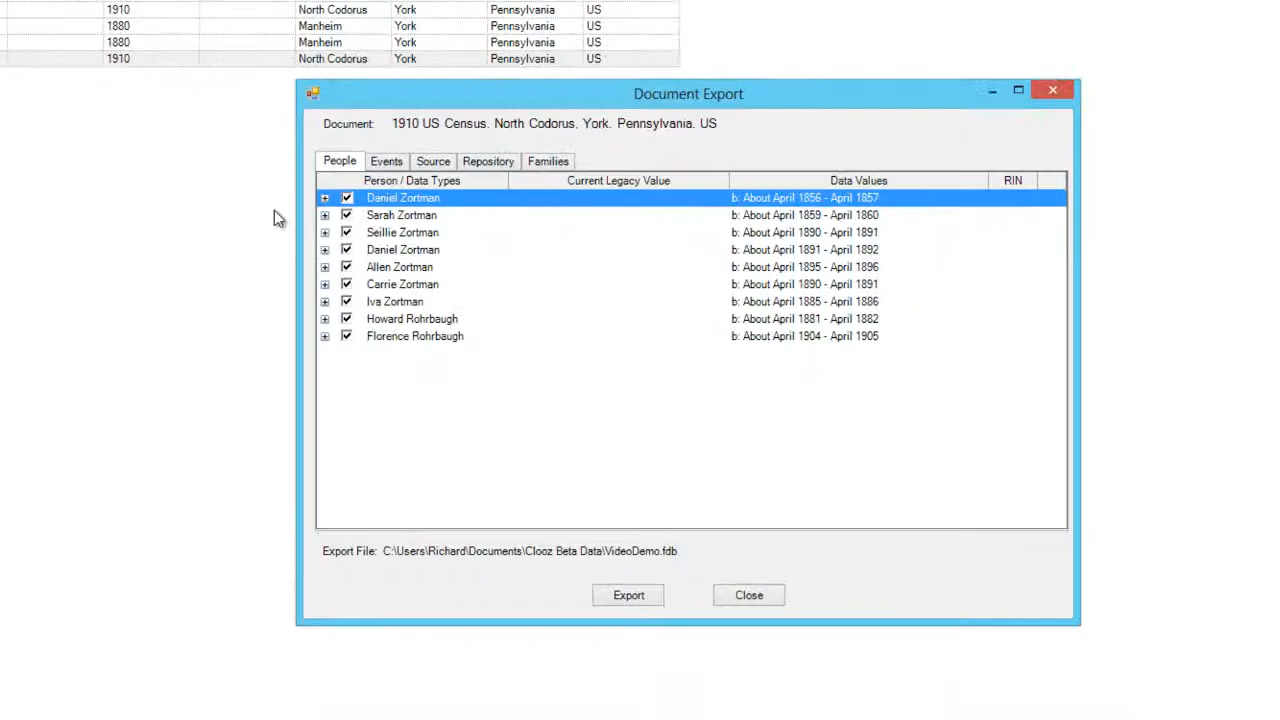 1910 North Codorus York Pennsylvania US
1880 Manheim York Pennsylvania US
1880 Manheim York Pennsylvania US
1910 North Codorus York Pennsylvania US
Document Export
Document: 1910 US Census. North Codorus, York. Pennsylvania. US
People Events Source Repository Families
Person / Data Types Current Legacy Value Data Values RIN
Daniel Zortman b: About April 1856 - April 1857
Sarah Zortman b: About April 1859 - April 1860
Seillie Zortman b: About April 1890 - April 1891
Daniel Zortman b: About April 1891 - April 1892
Allen Zortman b: About April 1895 - April 1896
Carrie Zortman b: About April 1890 - April 1891
Iva Zortman b: About April 1885 - April 1886
Howard Rohrbaugh b: About April 1881 - April 1882
Florence Rohrbaugh b: About April 1904 - April 1905
Export File: C:\Users\Richard\Documents\Clooz Beta Data\VideoDemo.fdb
Export Close